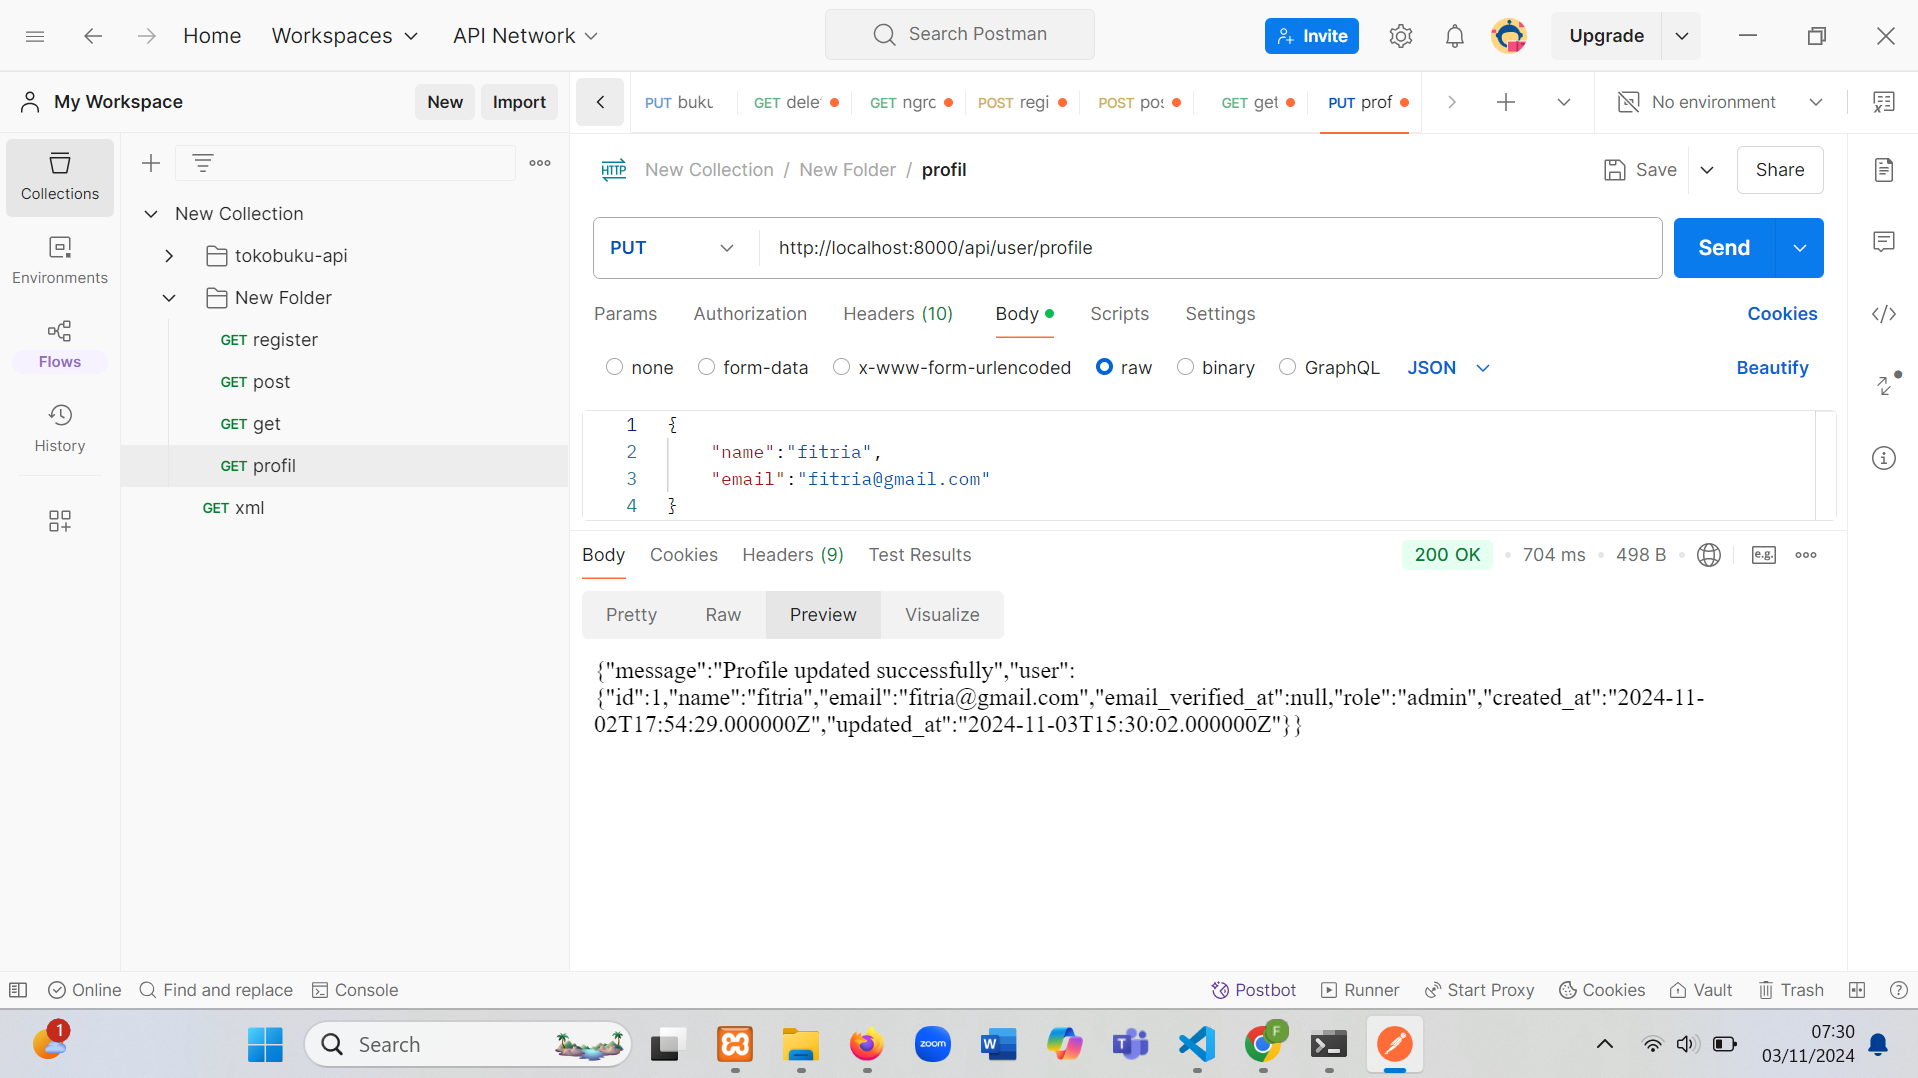 Home
Workspaces
API Network
Search Postman
Invite
Upgrade
My Workspace
New
Import
PUT buku
GET dele
GET ngro
POST regi
POST pos
GET get
PUT prof
No environment
Collections
Environments
Flows
History
New Collection
tokobuku-api
New Folder
GET register
GET post
GET get
GET profil
GET xml
HTTP New Collection / New Folder / profil
Save
Share
PUT
http://localhost:8000/api/user/profile
Send
Params
Authorization
Headers (10)
Body
Scripts
Settings
Cookies
none
form-data
x-www-form-urlencoded
raw
binary
GraphQL
JSON
Beautify
1 {
2 "name":"fitria",
3 "email":"fitria@gmail.com"
4 }
Body
Cookies
Headers (9)
Test Results
200 OK
704 ms
498 B
e.g.
Pretty
Raw
Preview
Visualize
{"message":"Profile updated successfully","user":
{"id":1,"name":"fitria","email":"fitria@gmail.com","email_verified_at":null,"role":"admin","created_at":"2024-11-
02T17:54:29.000000Z","updated_at":"2024-11-03T15:30:02.000000Z"}}
Online
Find and replace
Console
Postbot
Runner
Start Proxy
Cookies
Vault
Trash
1
Search
zoom
W
T
F
07:30
03/11/2024